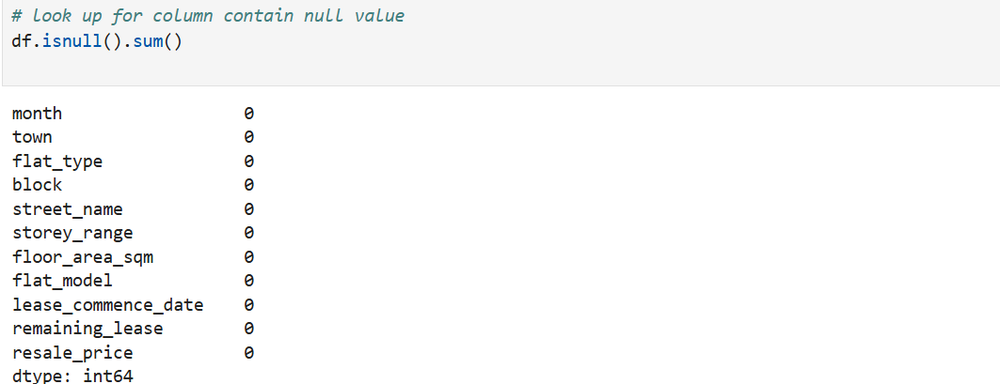 # look up for column contain null value
df.isnull().sum()
month 0
town 0
flat_type 0
block 0
street_name 0
storey_range 0
floor_area_sqm 0
flat_model 0
lease_commence_date 0
remaining_lease 0
resale_price 0
dtype: int64